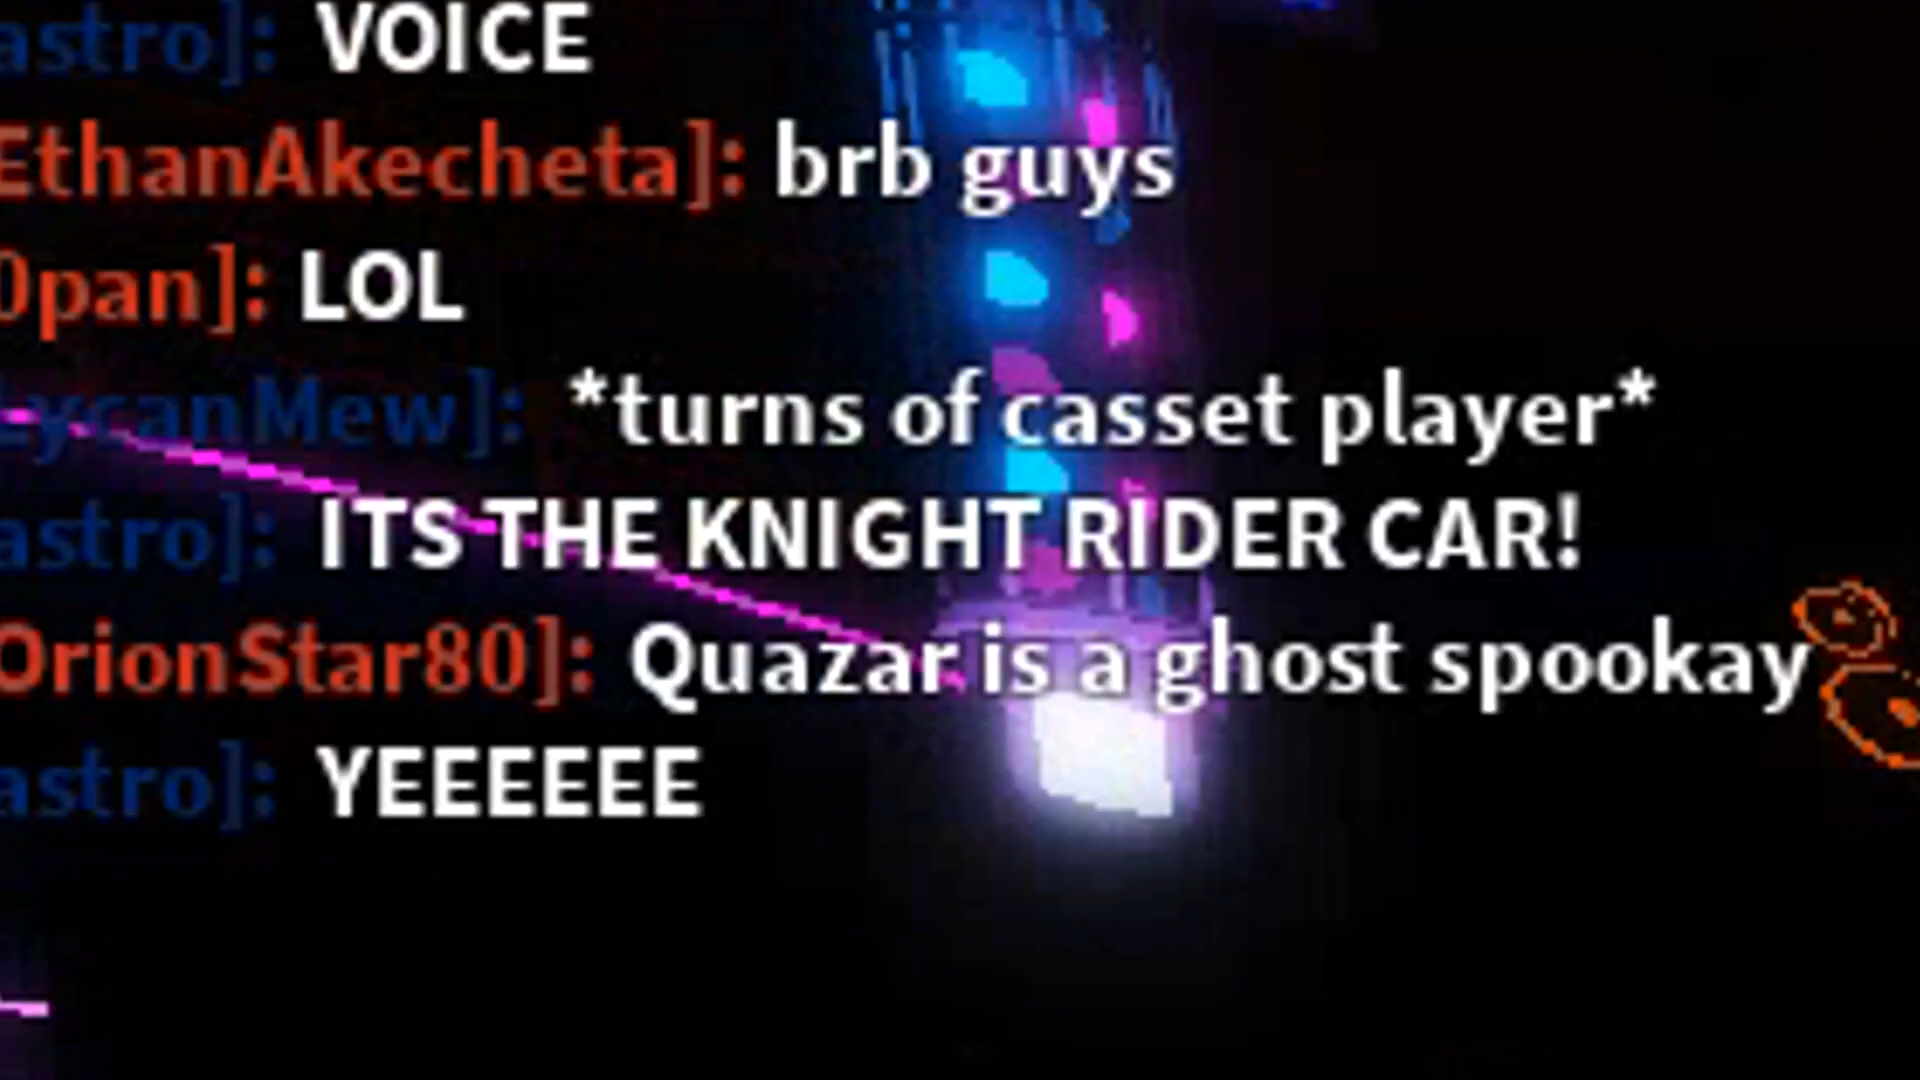 astro]: VOICE
EthanAkecheta]: brb guys
0pan]: LOL
LycanMew]: *turns of casset player*
astro]: ITS THE KNIGHT RIDER CAR!
OrionStar80]: Quazar is a ghost spookay
astro]: YEEEEEE